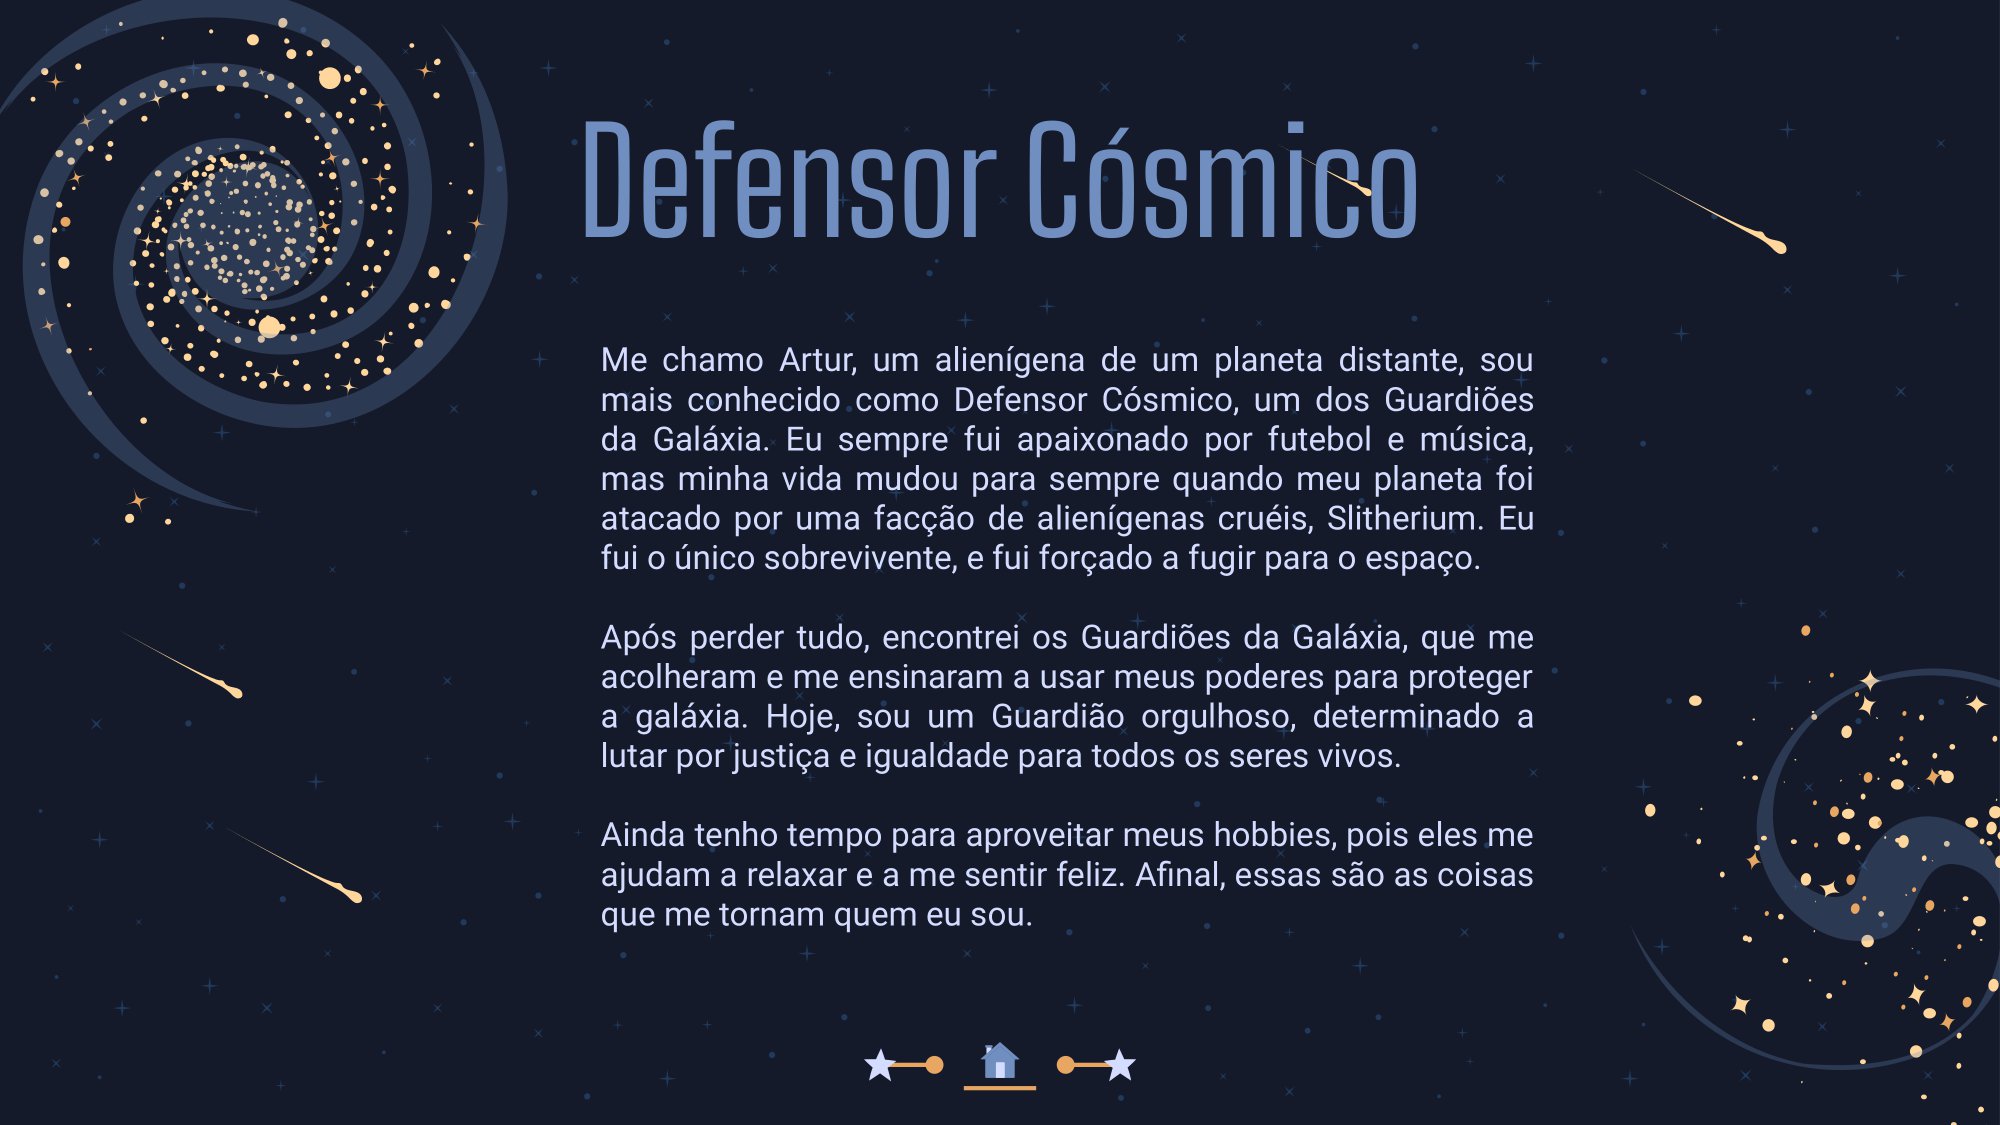 Defensor Cósmico
Me chamo Artur, um alienígena de um planeta distante, sou
mais conhecido como Defensor Cósmico, um dos Guardiões
da Galáxia. Eu sempre fui apaixonado por futebol e música,
mas minha vida mudou para sempre quando meu planeta foi
atacado por uma facção de alienígenas cruéis, Slitherium. Eu
fui o único sobrevivente, e fui forçado a fugir para o espaço.
Após perder tudo, encontrei os Guardiões da Galáxia, que me
acolheram e me ensinaram a usar meus poderes para proteger
a galáxia. Hoje, sou um Guardião orgulhoso, determinado a
lutar por justiça e igualdade para todos os seres vivos.
Ainda tenho tempo para aproveitar meus hobbies, pois eles me
ajudam a relaxar e a me sentir feliz. Afinal, essas são as coisas
que me tornam quem eu sou.